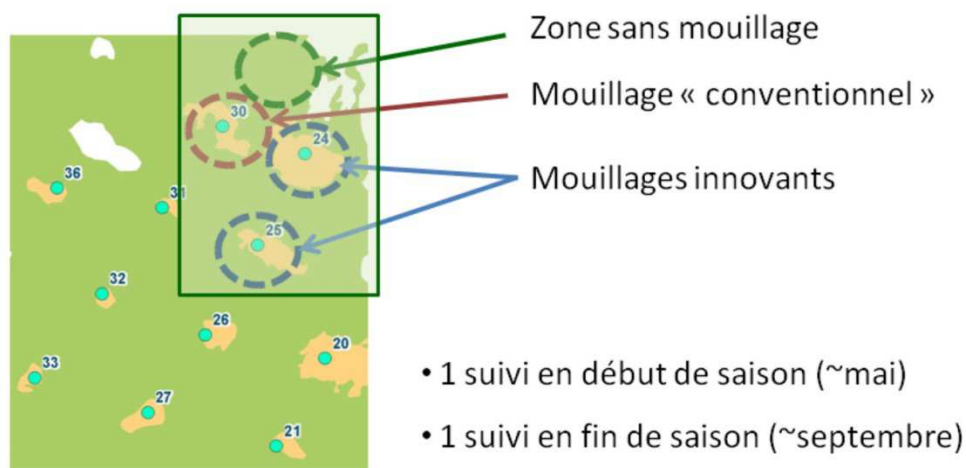 Zone sans mouillage
Mouillage « conventionnel »
Mouillages innovants
30
24
36
31
25
32
26
20
33
27
21
• 1 suivi en début de saison (~mai)
• 1 suivi en fin de saison (~septembre)